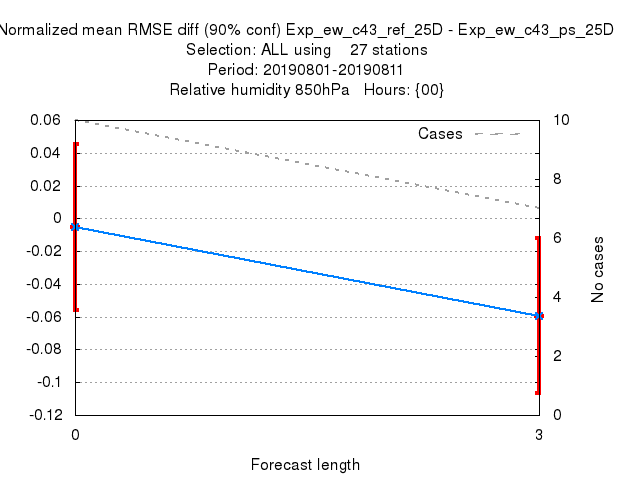 Normalized mean RMSE diff (90% conf) Exp_ew_c43_ref_25D - Exp_ew_c43_ps_25D
Selection: ALL using    27 stations
Period: 20190801-20190811
Relative humidity 850hPa   Hours: {00}
Cases
0.06
0.04
0.02
0
-0.02
-0.04
-0.06
-0.08
-0.1
-0.12
10
8
6
4
2
0
No cases
0
3
Forecast length